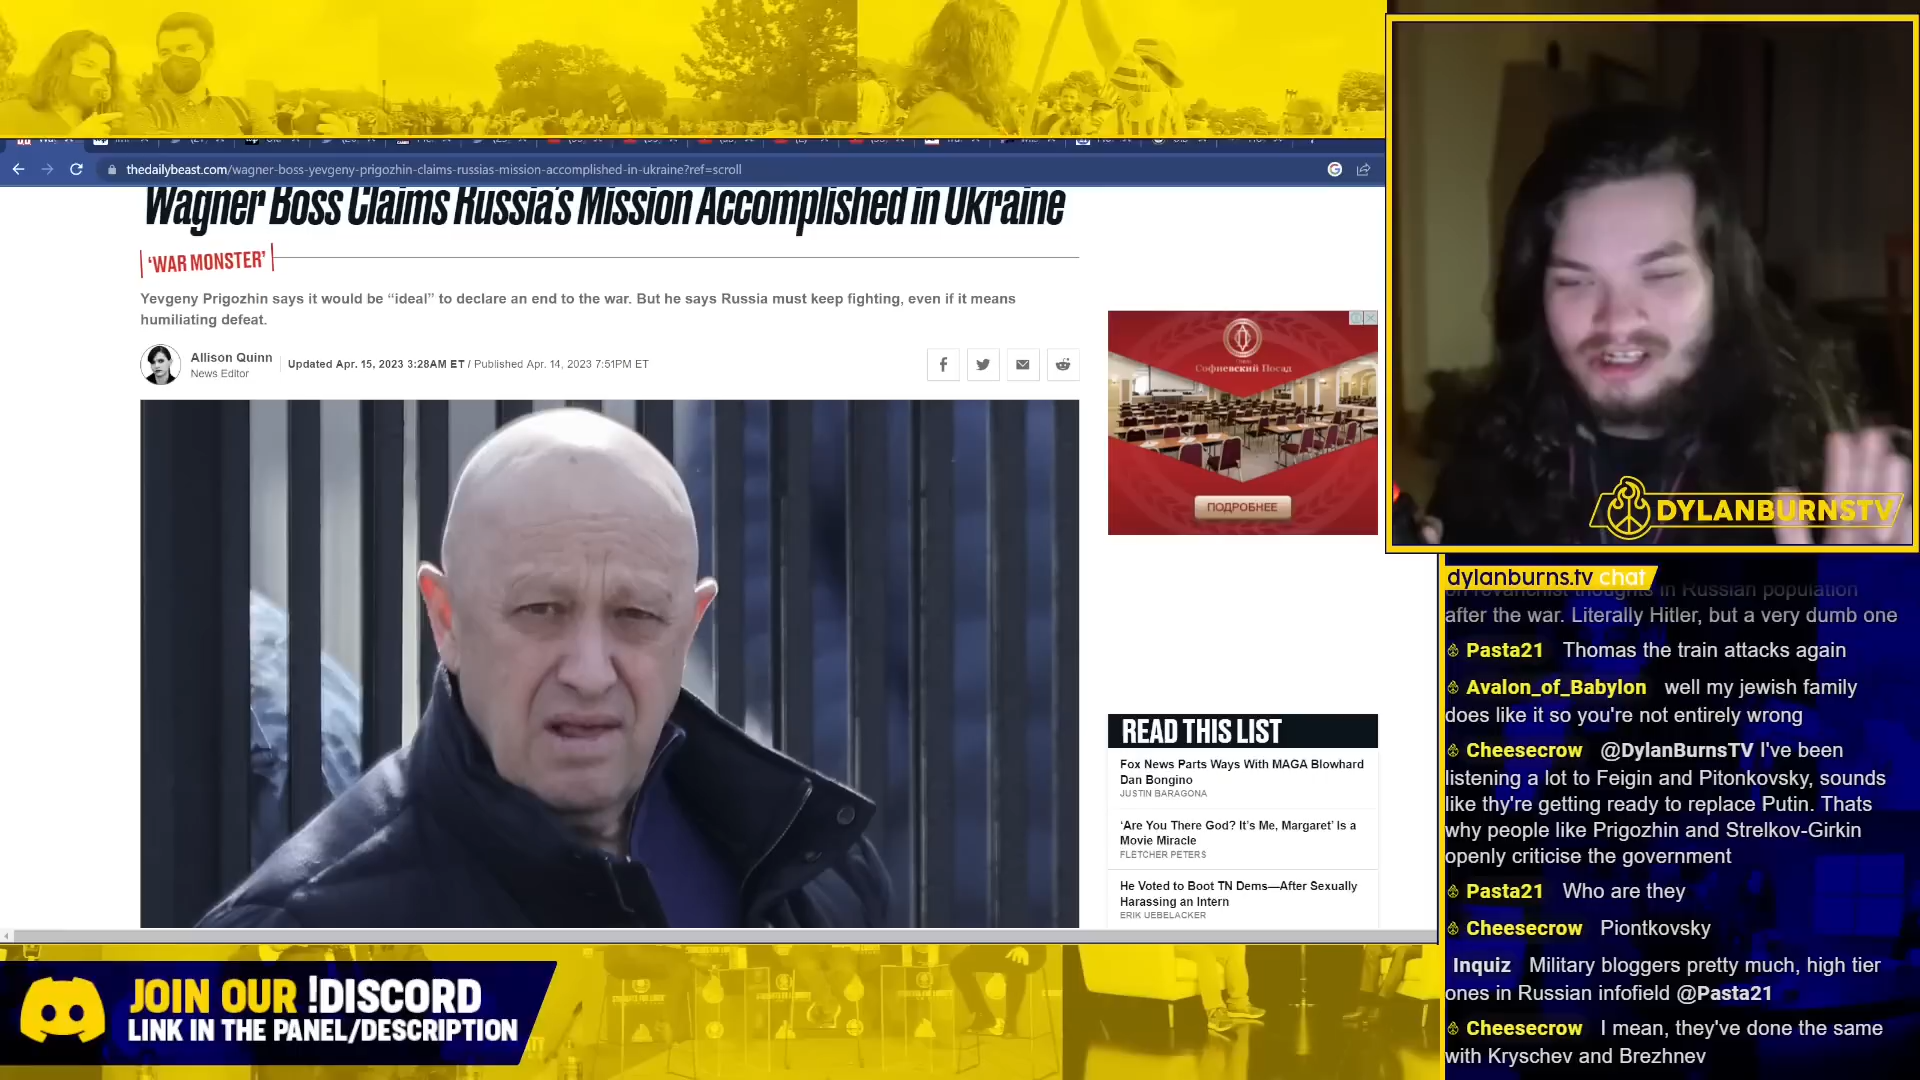 thedailybeast.com/wagner-boss-yevgeny-prigozhin-claims-russias-mission-accomplished-in-ukraine?ref=scroll
Wagner Boss Claims Russia's Mission Accomplished in Ukraine
'WAR MONSTER'
Yevgeny Prigozhin says it would be “ideal” to declare an end to the war. But he says Russia must keep fighting, even if it means
humiliating defeat.
Allison Quinn
News Editor
Updated Apr. 15, 2023 3:28AM ET / Published Apr. 14, 2023 7:51PM ET
Софиевский Посад
ПОДРОБНЕЕ
READ THIS LIST
Fox News Parts Ways With MAGA Blowhard
Dan Bongino
JUSTIN BARAGONA
‘Are You There God? It’s Me, Margaret’ Is a
Movie Miracle
FLETCHER PETERS
He Voted to Boot TN Dems—After Sexually
Harassing an Intern
ERIK UEBELACKER
DYLANBURNSTV
dylanburns.tv chat
on revanchist thoughts in Russian population
after the war. Literally Hitler, but a very dumb one
Pasta21 Thomas the train attacks again
Avalon_of_Babylon well my jewish family
does like it so you're not entirely wrong
Cheesecrow @DylanBurnsTV I've been
listening a lot to Feigin and Pitonkovsky, sounds
like thy're getting ready to replace Putin. Thats
why people like Prigozhin and Strelkov-Girkin
openly criticise the government
Pasta21 Who are they
Cheesecrow Piontkovsky
Inquiz Military bloggers pretty much, high tier
ones in Russian infofield @Pasta21
Cheesecrow I mean, they've done the same
with Kryschev and Brezhnev
JOIN OUR !DISCORD
LINK IN THE PANEL/DESCRIPTION